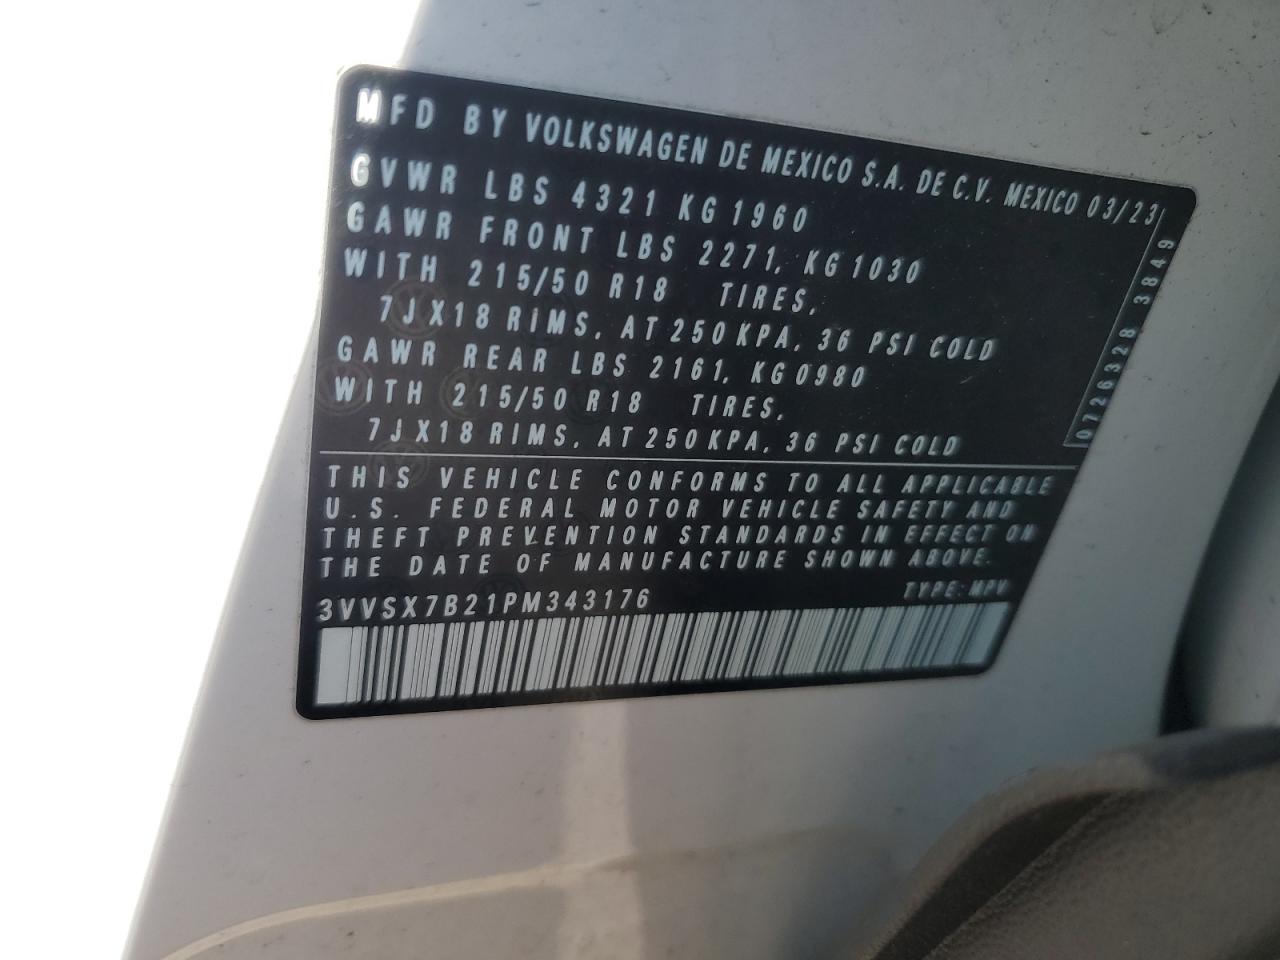 MFD BY VOLKSWAGEN DE MEXICO S.A. DE C.V. MEXICO 03/23
GVWR LBS 4321 KG 1960
GAWR FRONT LBS 2271, KG 1030
WITH 215/50 R18 TIRES,
7JX18 RIMS, AT 250 KPA, 36 PSI COLD
GAWR REAR LBS 2161, KG 0980
WITH 215/50 R18 TIRES,
7JX18 RIMS, AT 250 KPA, 36 PSI COLD
0726328 3849
THIS VEHICLE CONFORMS TO ALL APPLICABLE
U.S. FEDERAL MOTOR VEHICLE SAFETY AND
THEFT PREVENTION STANDARDS IN EFFECT ON
THE DATE OF MANUFACTURE SHOWN ABOVE.
3VVSX7B21PM343176 TYPE: MPV